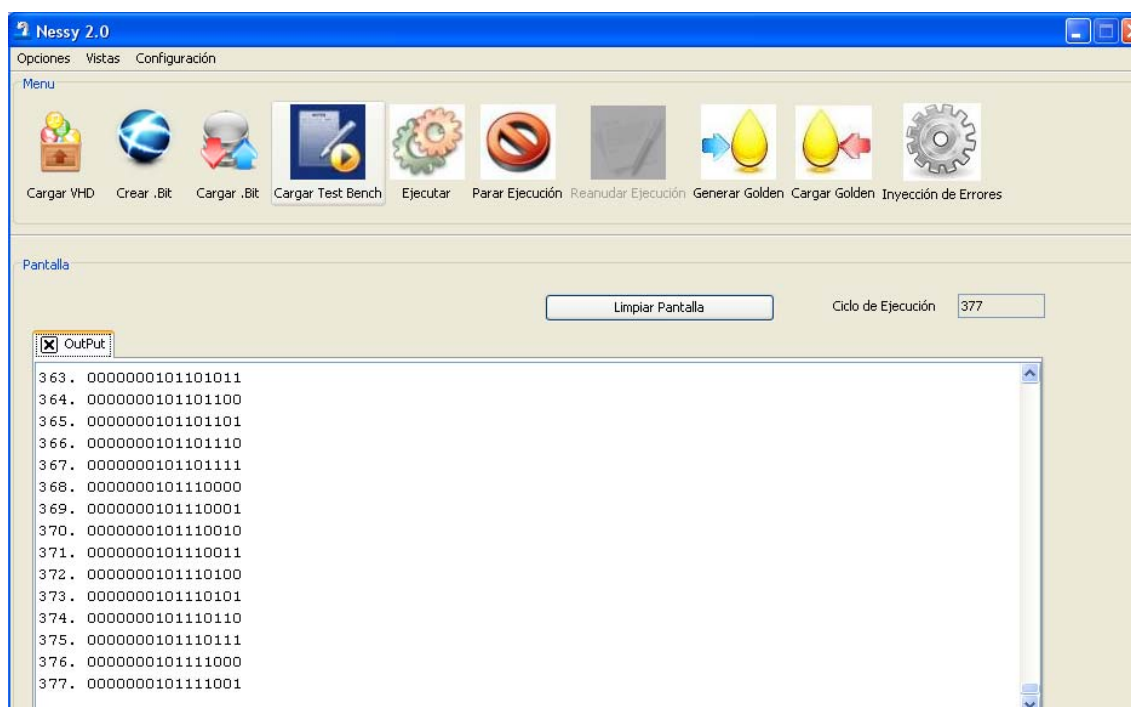 Nessy 2.0
Opciones Vistas Configuración
Menu
Cargar VHD Crear .Bit Cargar .Bit Cargar Test Bench Ejecutar Parar Ejecución Reanudar Ejecución Generar Golden Cargar Golden Inyección de Errores
Pantalla
Limpiar Pantalla Ciclo de Ejecución 377
OutPut
363. 0000000101101011
364. 0000000101101100
365. 0000000101101101
366. 0000000101101110
367. 0000000101101111
368. 0000000101110000
369. 0000000101110001
370. 0000000101110010
371. 0000000101110011
372. 0000000101110100
373. 0000000101110101
374. 0000000101110110
375. 0000000101110111
376. 0000000101111000
377. 0000000101111001